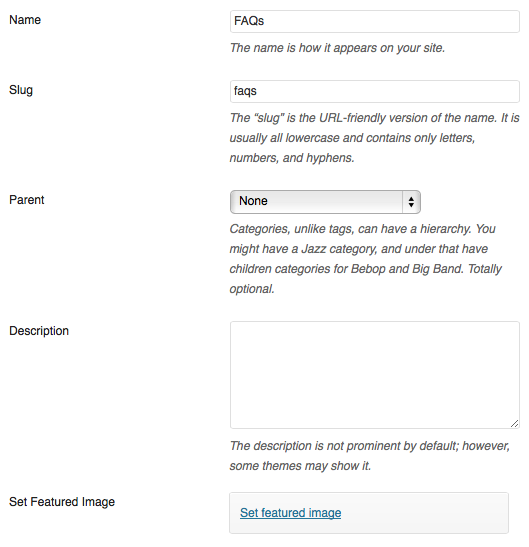 Name
FAQs
The name is how it appears on your site.
Slug
faqs
The “slug” is the URL-friendly version of the name. It is
usually all lowercase and contains only letters,
numbers, and hyphens.
Parent
None
Categories, unlike tags, can have a hierarchy. You
might have a Jazz category, and under that have
children categories for Bebop and Big Band. Totally
optional.
Description
The description is not prominent by default; however,
some themes may show it.
Set Featured Image
Set featured image